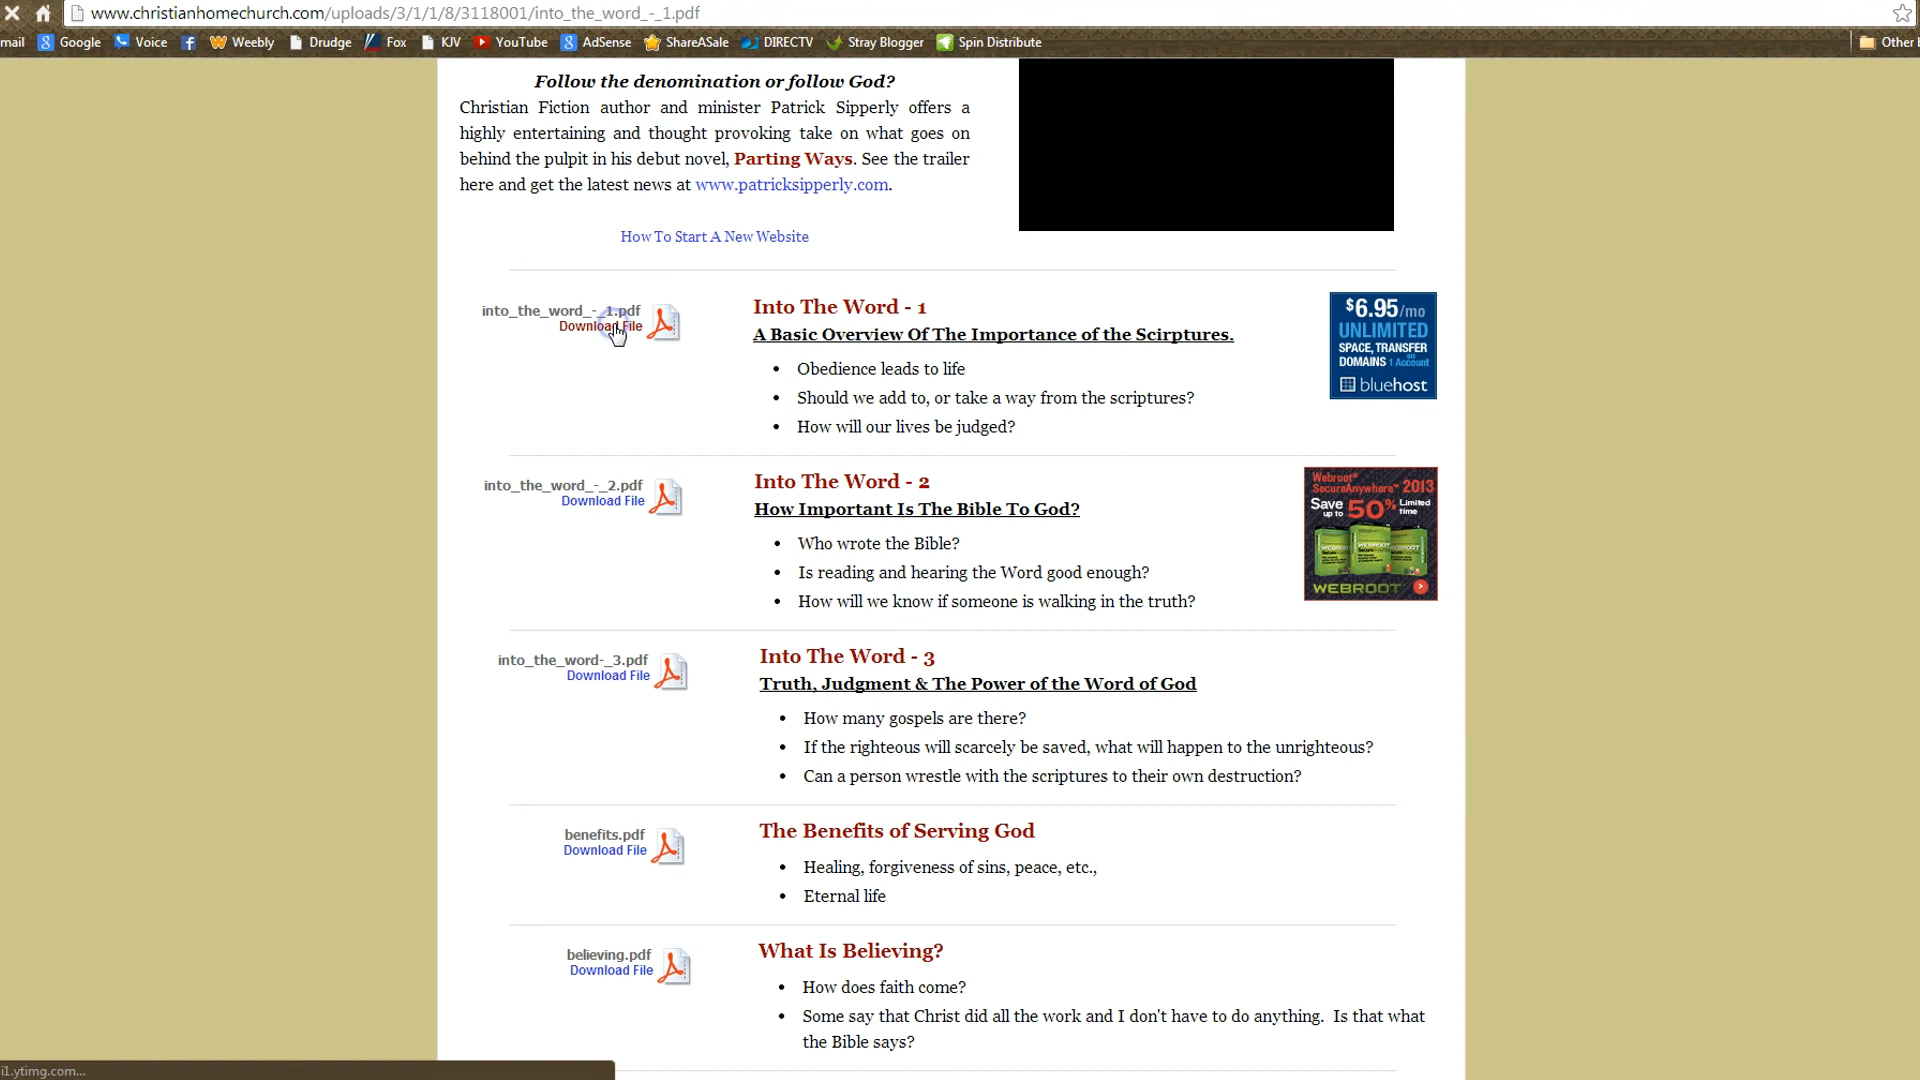 www.christianhomechurch.com/uploads/3/1/1/8/3118001/into_the_word_-_1.pdf
mail Google Voice Weebly Drudge Fox KJV YouTube AdSense ShareASale DIRECTV Stray Blogger Spin Distribute Other b
Follow the denomination or follow God?
Christian Fiction author and minister Patrick Sipperly offers a
highly entertaining and thought provoking take on what goes on
behind the pulpit in his debut novel, Parting Ways. See the trailer
here and get the latest news at www.patricksipperly.com.
How To Start A New Website
into_the_word_-_1.pdf
Download File
Into The Word - 1
A Basic Overview Of The Importance of the Scirptures.
• Obedience leads to life
• Should we add to, or take a way from the scriptures?
• How will our lives be judged?
$6.95/mo
UNLIMITED
SPACE, TRANSFER
DOMAINS on 1 Account
bluehost
into_the_word_-_2.pdf
Download File
Into The Word - 2
How Important Is The Bible To God?
• Who wrote the Bible?
• Is reading and hearing the Word good enough?
• How will we know if someone is walking in the truth?
Webroot®
SecureAnywhere™ 2013
Save up to 50% Limited time
WEBROOT
into_the_word-_3.pdf
Download File
Into The Word - 3
Truth, Judgment & The Power of the Word of God
• How many gospels are there?
• If the righteous will scarcely be saved, what will happen to the unrighteous?
• Can a person wrestle with the scriptures to their own destruction?
benefits.pdf
Download File
The Benefits of Serving God
• Healing, forgiveness of sins, peace, etc.,
• Eternal life
believing.pdf
Download File
What Is Believing?
• How does faith come?
• Some say that Christ did all the work and I don't have to do anything. Is that what
the Bible says?
i1.ytimg.com...